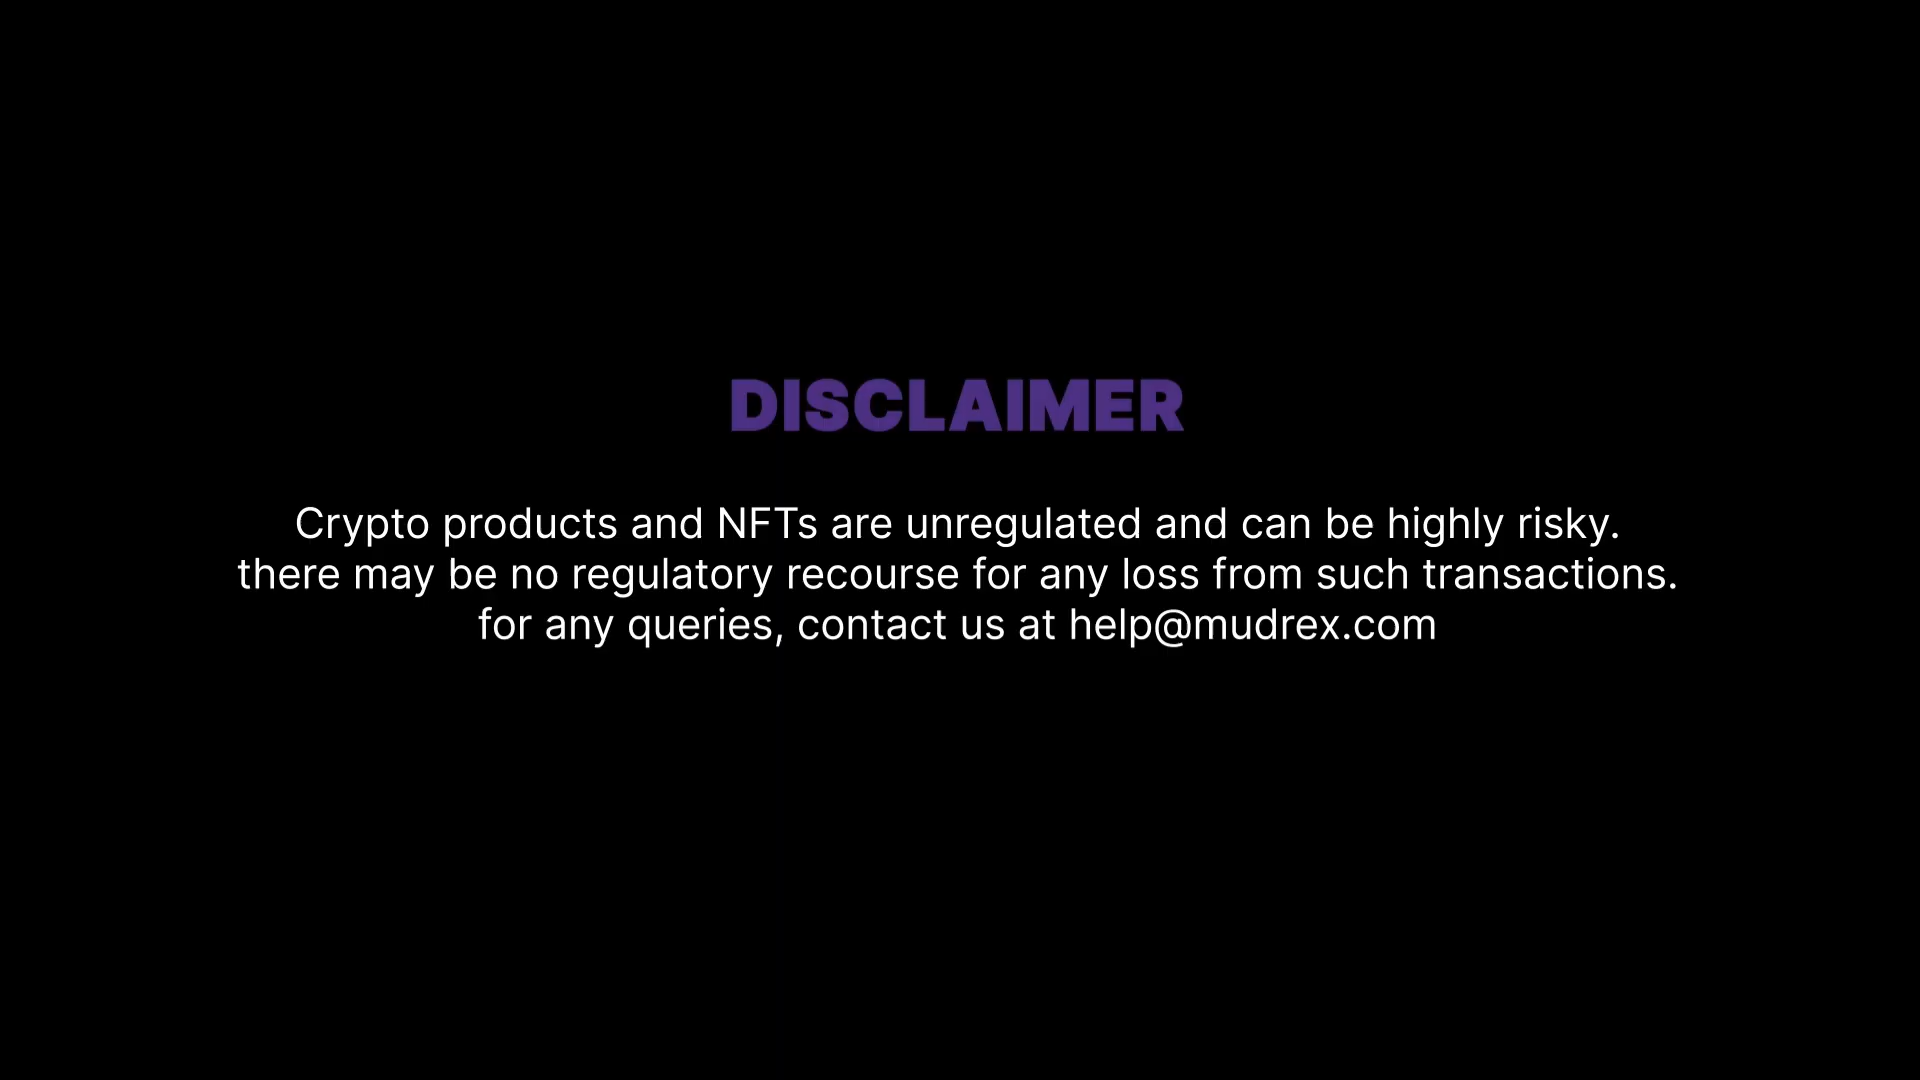 DISCLAIMER
Crypto products and NFTs are unregulated and can be highly risky.
there may be no regulatory recourse for any loss from such transactions.
for any queries, contact us at help@mudrex.com